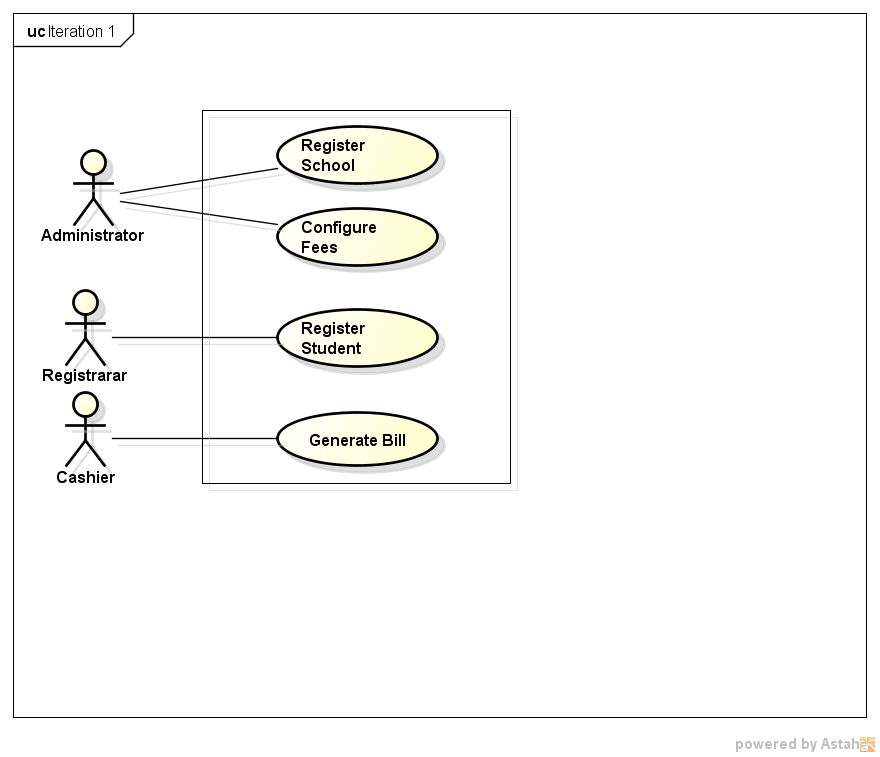 uc Iteration 1
Register
School
Configure
Fees
Administrator
Register
Student
Registrarar
Generate Bill
Cashier
powered by Astah